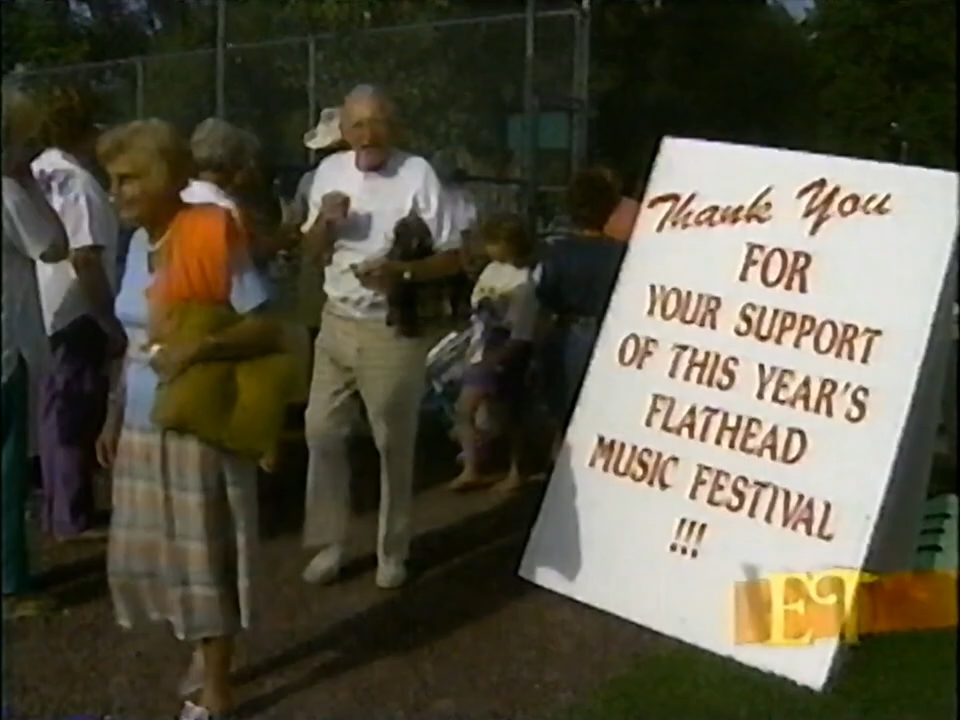 Thank You
FOR
YOUR SUPPORT
OF THIS YEAR'S
FLATHEAD
MUSIC FESTIVAL
!!!
ET